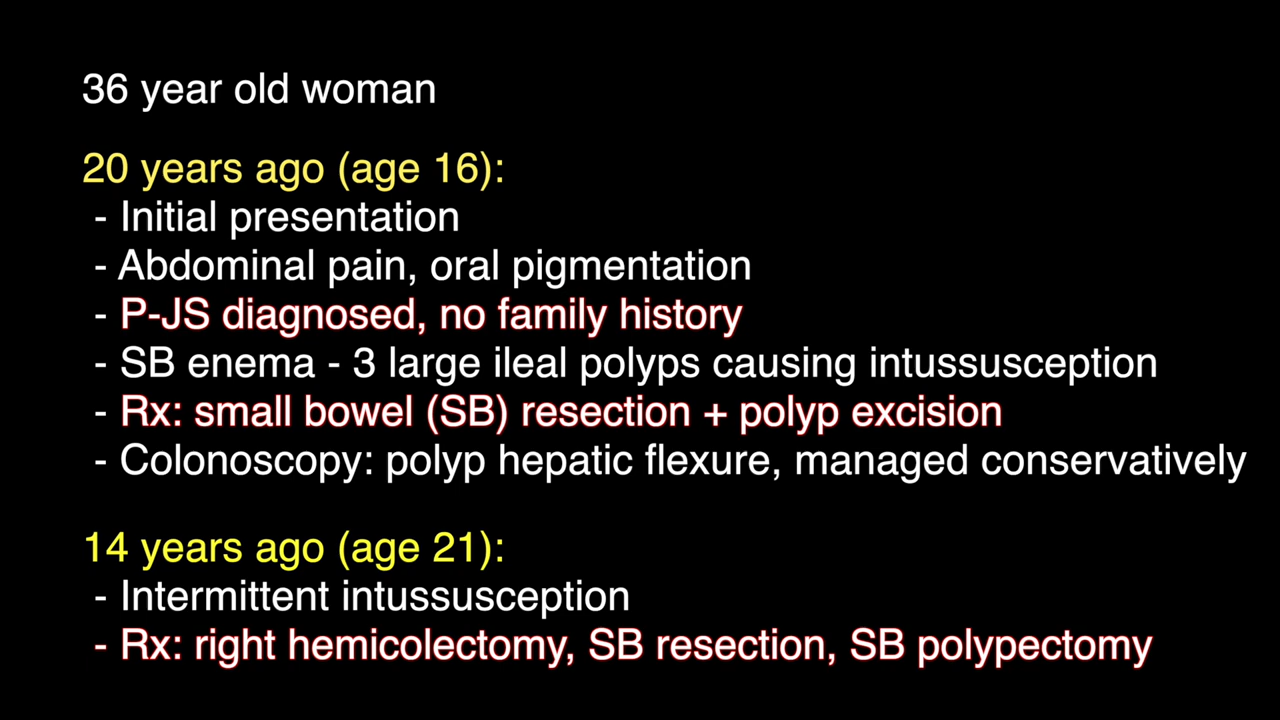 36 year old woman
20 years ago (age 16):
- Initial presentation
- Abdominal pain, oral pigmentation
- P-JS diagnosed, no family history
- SB enema - 3 large ileal polyps causing intussusception
- Rx: small bowel (SB) resection + polyp excision
- Colonoscopy: polyp hepatic flexure, managed conservatively
14 years ago (age 21):
- Intermittent intussusception
- Rx: right hemicolectomy, SB resection, SB polypectomy